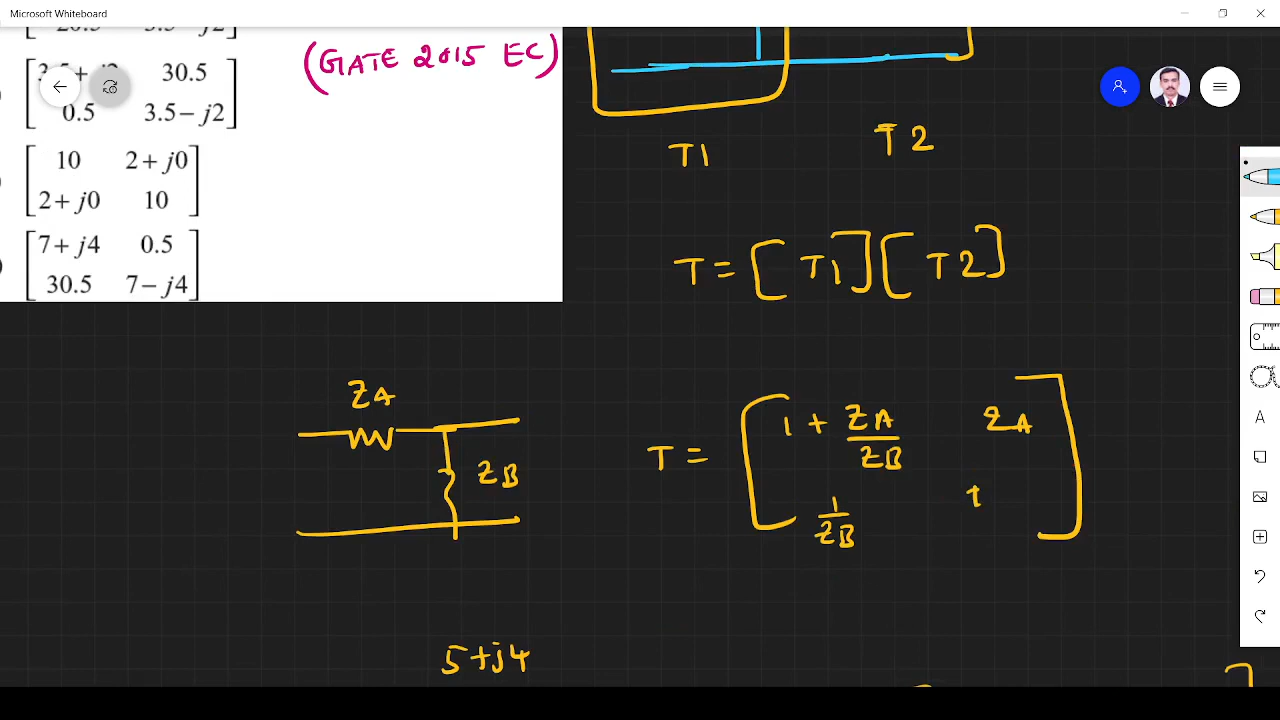 Microsoft Whiteboard
(GATE 2015 EC)
30.5
0.5 3.5 − j2
10 2 + j0
2 + j0 10
7 + j4 0.5
30.5 7 − j4
T1
T2
T = [T1] [T2]
ZA
ZB
T = [1 + ZA/ZB ZA
1/ZB 1]
5+j4
A